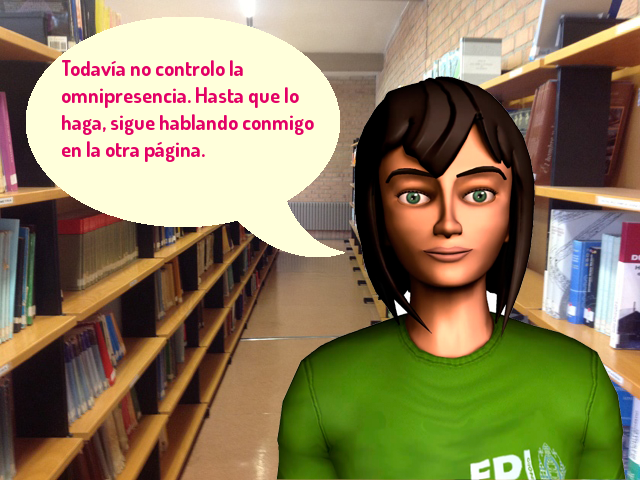 Todavía no controlo la
omnipresencia. Hasta que lo
haga, sigue hablando conmigo
en la otra página.